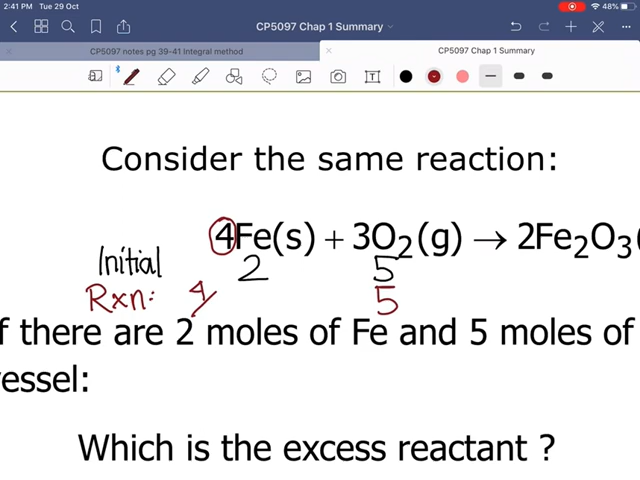 2:41 PM Tue 29 Oct
48%
CP5097 Chap 1 Summary
CP5097 notes pg 39-41 Integral method
CP5097 Chap 1 Summary
Consider the same reaction:
4Fe(s) + 3O₂(g) → 2Fe₂O₃(
Initial 2 5
Rxn: 4/ 5
f there are 2 moles of Fe and 5 moles of
essel:
Which is the excess reactant ?